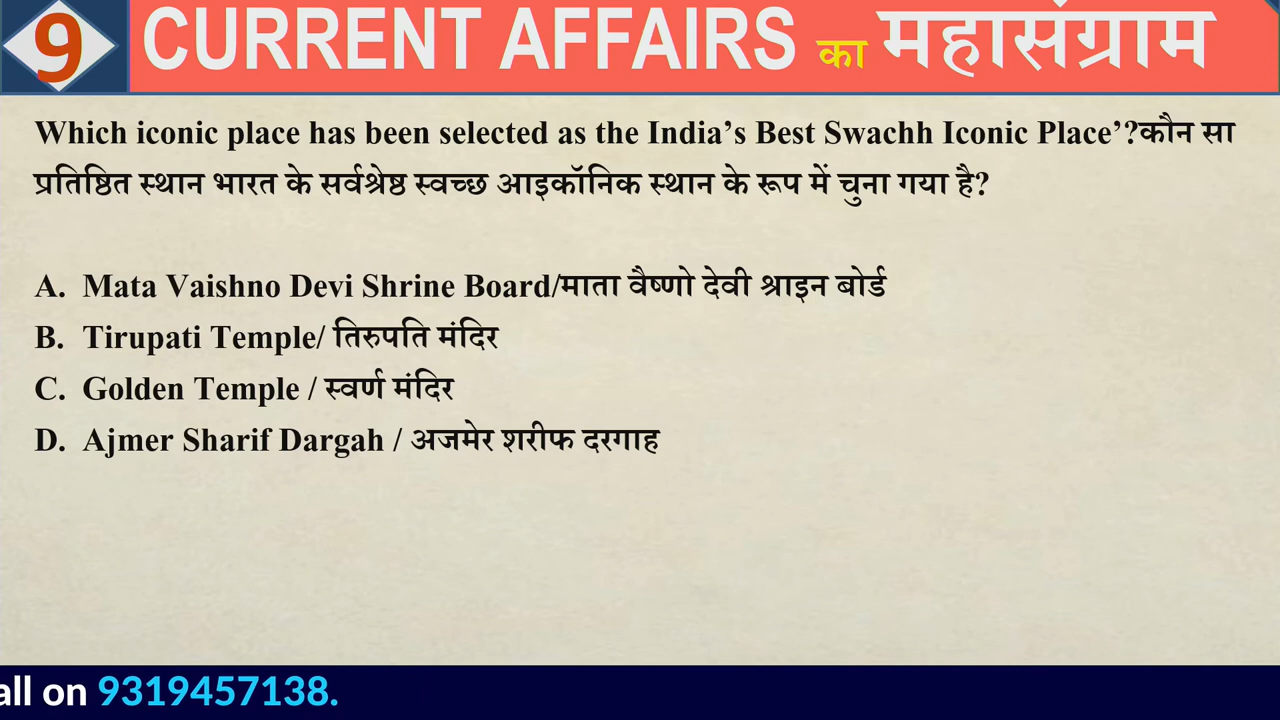 9
CURRENT AFFAIRS का महासंग्राम
Which iconic place has been selected as the India’s Best Swachh Iconic Place’?कौन सा
प्रतिष्ठित स्थान भारत के सर्वश्रेष्ठ स्वच्छ आइकॉनिक स्थान के रूप में चुना गया है?
A. Mata Vaishno Devi Shrine Board/माता वैष्णो देवी श्राइन बोर्ड
B. Tirupati Temple/ तिरुपति मंदिर
C. Golden Temple / स्वर्ण मंदिर
D. Ajmer Sharif Dargah / अजमेर शरीफ दरगाह
all on 9319457138.